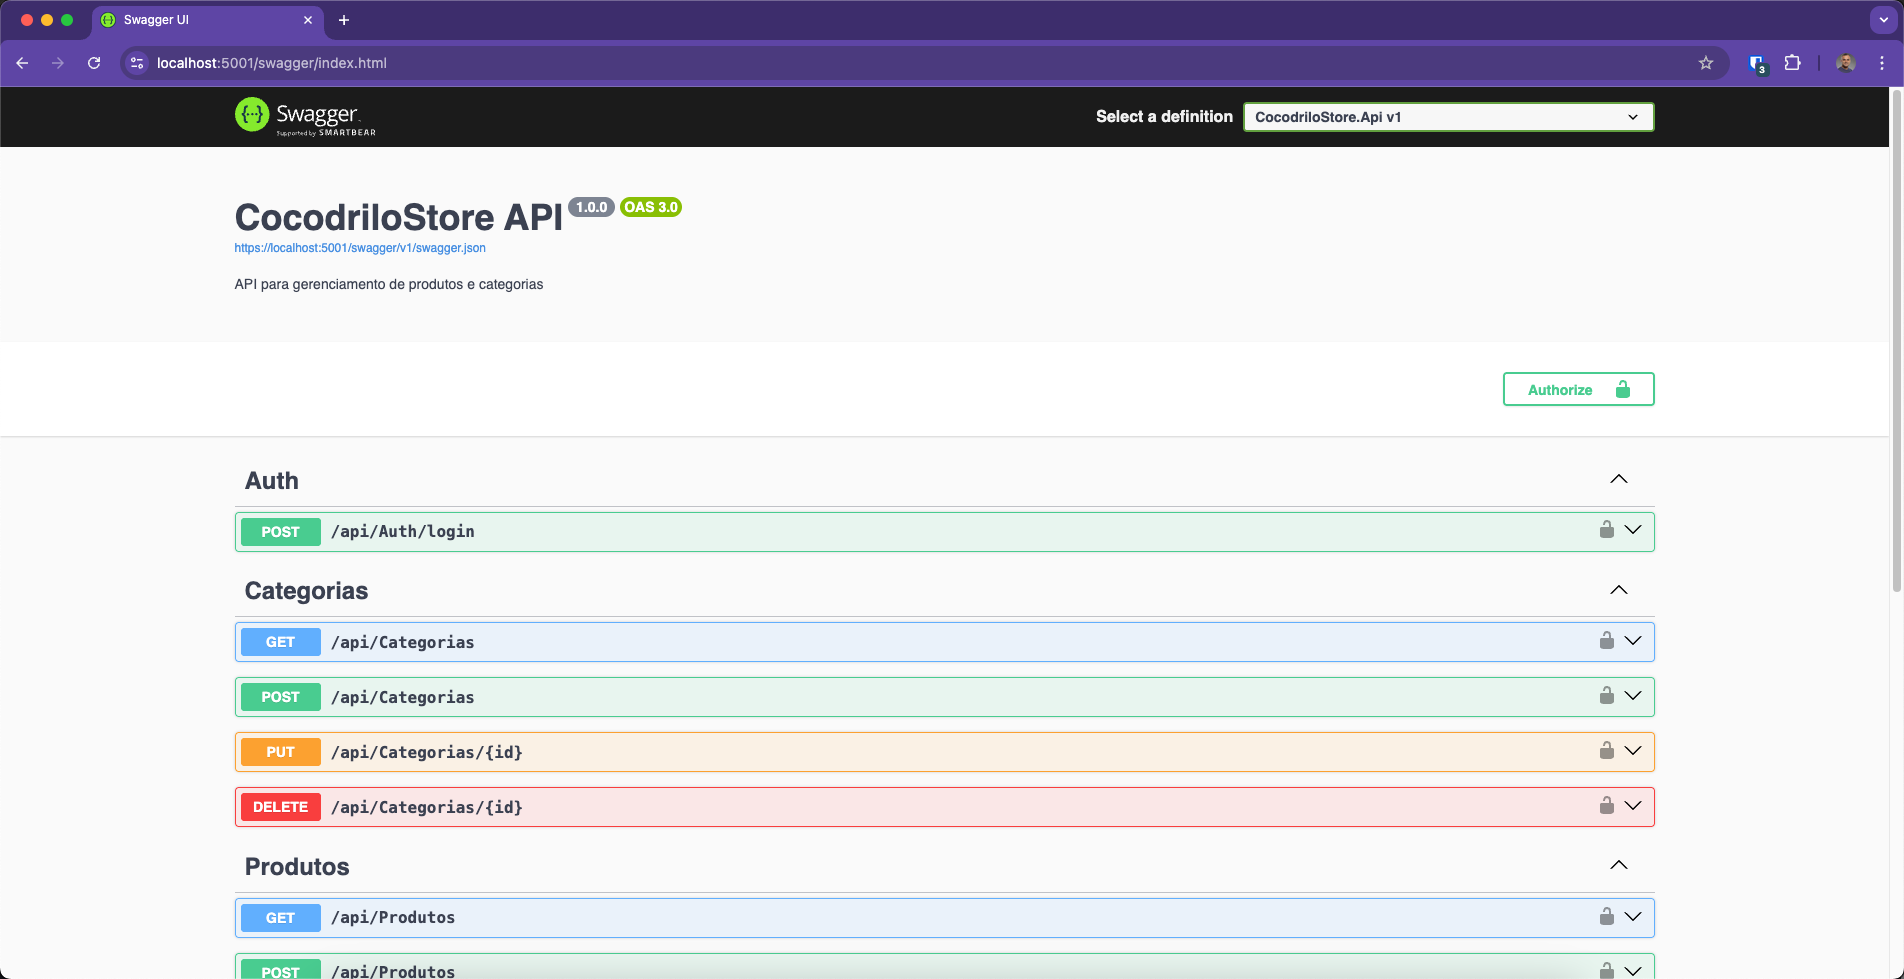 Swagger UI
localhost:5001/swagger/index.html
3
Swagger
Supported by SMARTBEAR
Select a definition
CocodriloStore.Api v1
CocodriloStore API 1.0.0 OAS 3.0
https://localhost:5001/swagger/v1/swagger.json
API para gerenciamento de produtos e categorias
Authorize
Auth
POST /api/Auth/login
Categorias
GET /api/Categorias
POST /api/Categorias
PUT /api/Categorias/{id}
DELETE /api/Categorias/{id}
Produtos
GET /api/Produtos
POST /api/Produtos